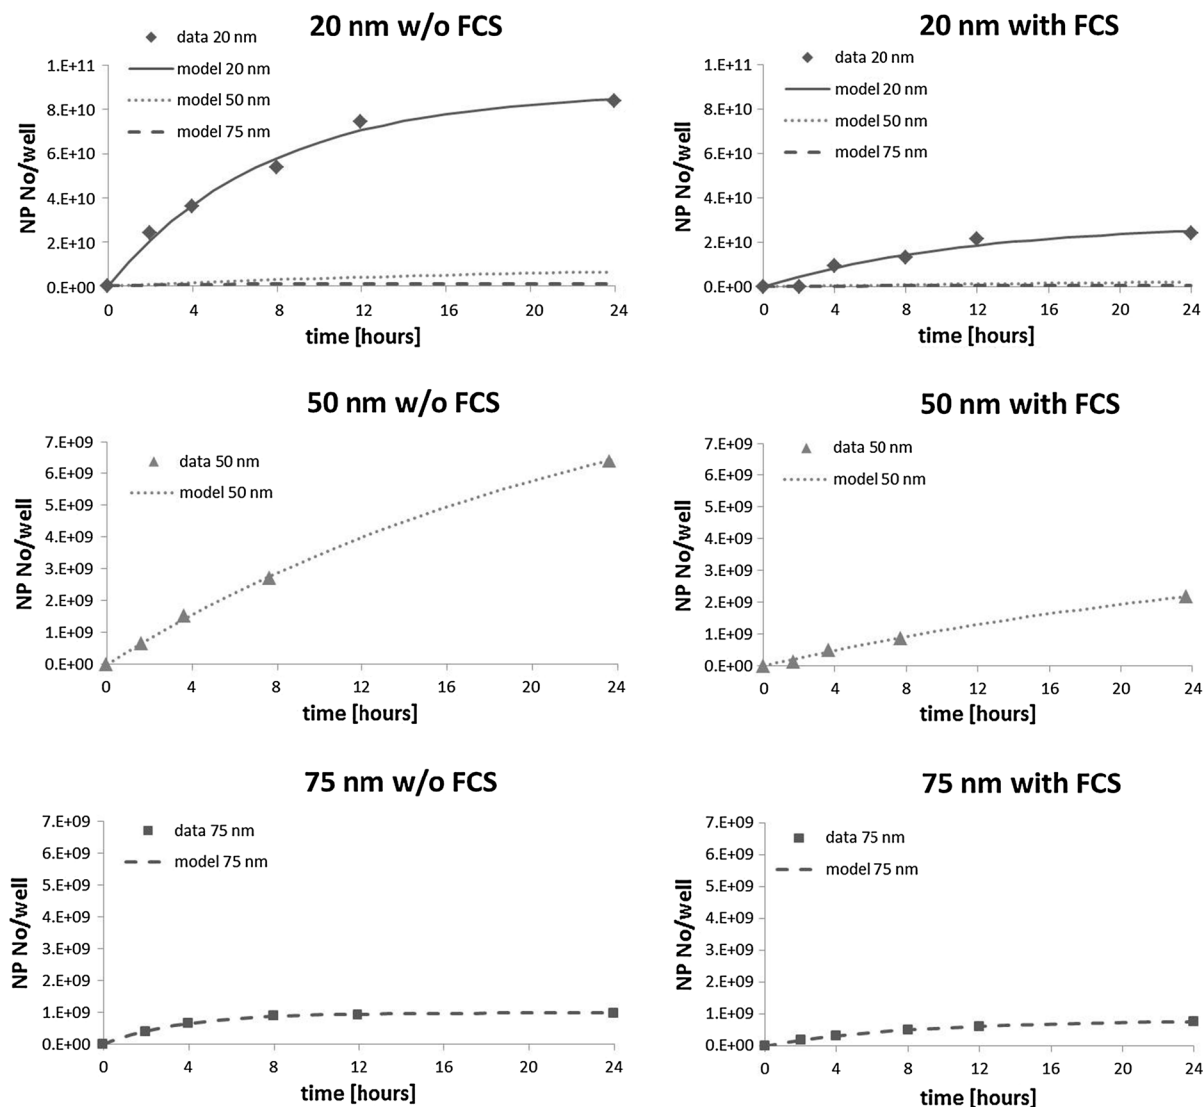 20 nm w/o FCS
data 20 nm
model 20 nm
model 50 nm
model 75 nm
1.E+11
8.E+10
6.E+10
4.E+10
2.E+10
0.E+00
NP No/well
0 4 8 12 16 20 24
time [hours]
20 nm with FCS
data 20 nm
model 20 nm
model 50 nm
model 75 nm
1.E+11
8.E+10
6.E+10
4.E+10
2.E+10
0.E+00
NP No/well
0 4 8 12 16 20 24
time [hours]
50 nm w/o FCS
data 50 nm
model 50 nm
7.E+09
6.E+09
5.E+09
4.E+09
3.E+09
2.E+09
1.E+09
0.E+00
NP No/well
0 4 8 12 16 20 24
time [hours]
50 nm with FCS
data 50 nm
model 50 nm
7.E+09
6.E+09
5.E+09
4.E+09
3.E+09
2.E+09
1.E+09
0.E+00
NP No/well
0 4 8 12 16 20 24
time [hours]
75 nm w/o FCS
data 75 nm
model 75 nm
7.E+09
6.E+09
5.E+09
4.E+09
3.E+09
2.E+09
1.E+09
0.E+00
NP No/well
0 4 8 12 16 20 24
time [hours]
75 nm with FCS
data 75 nm
model 75 nm
7.E+09
6.E+09
5.E+09
4.E+09
3.E+09
2.E+09
1.E+09
0.E+00
NP No/well
0 4 8 12 16 20 24
time [hours]